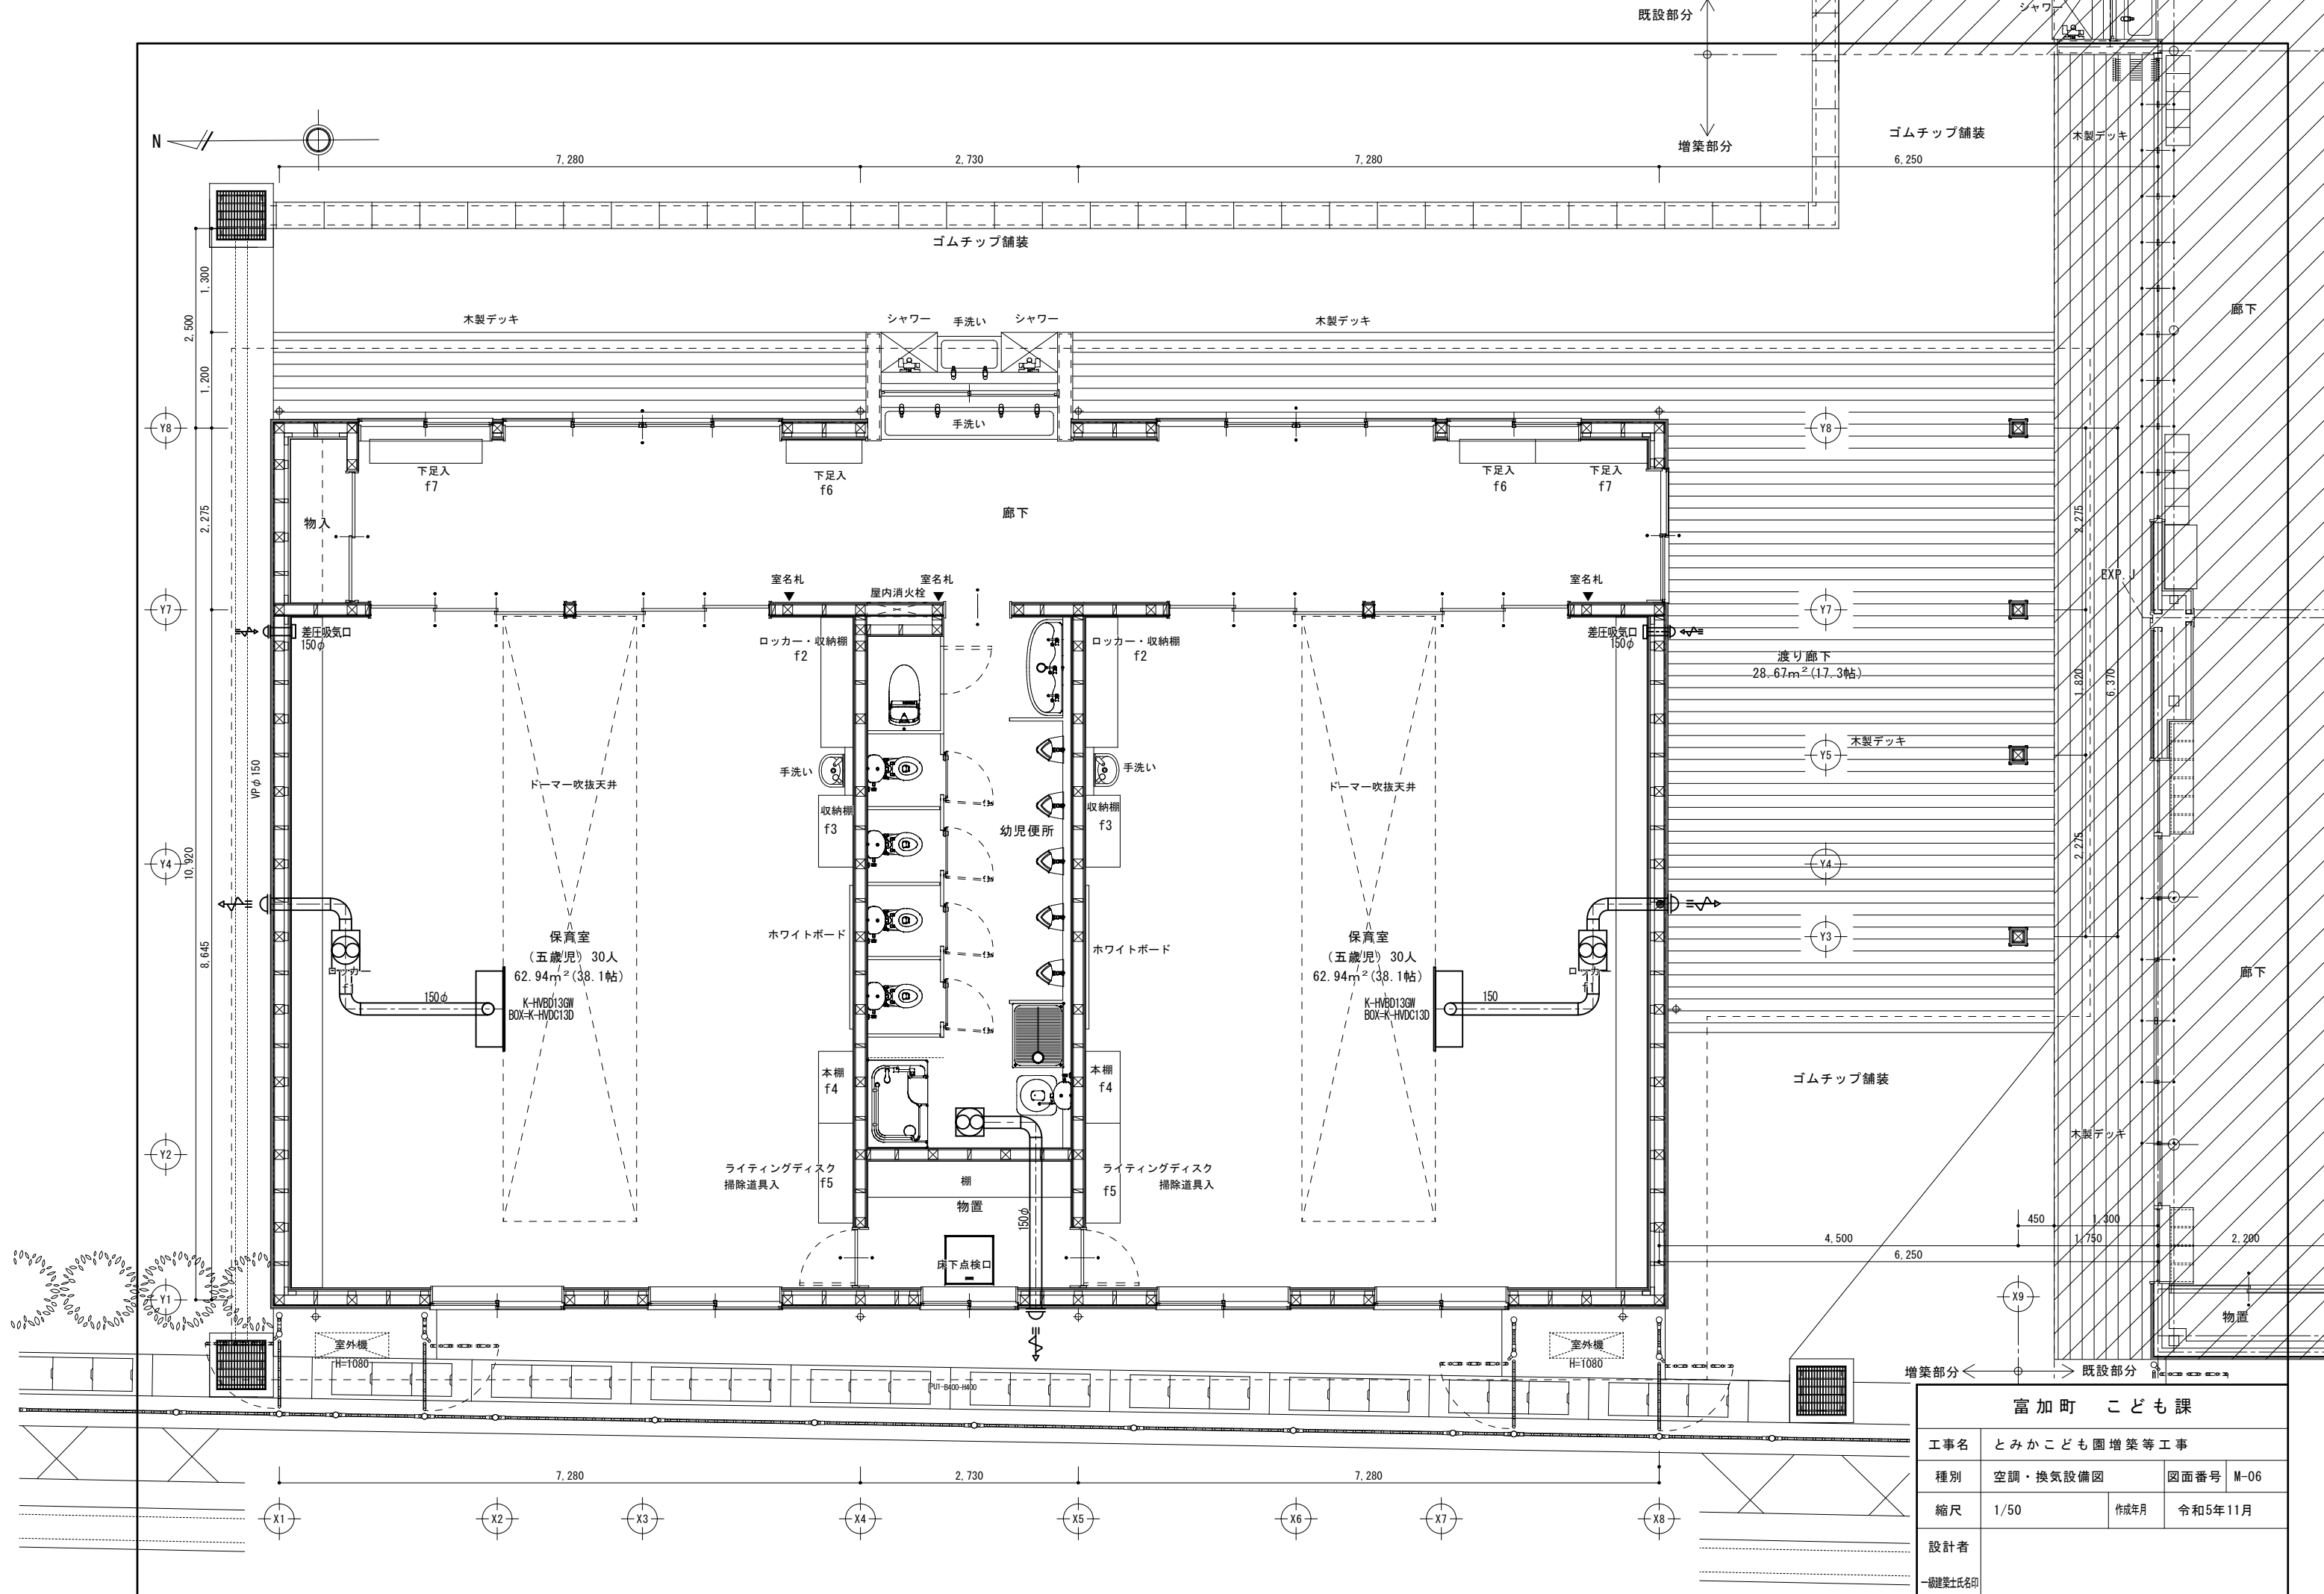 既設部分
シャワー
増築部分
ゴムチップ舗装
木製デッキ
N
7,280
2,730
7,280
6,250
ゴムチップ舗装
1,300
2,500
1,200
木製デッキ
シャワー
手洗い
シャワー
木製デッキ
廊下
Y8
手洗い
Y8
下足入
f7
下足入
f6
下足入
f6
下足入
f7
物入
廊下
2,275
2,275
EXP.J
室名札
屋内消火栓
室名札
室名札
Y7
Y7
差圧吸気口
150φ
ロッカー・収納棚
f2
ロッカー・収納棚
f2
差圧吸気口
150φ
渡り廊下
28.67m²(17.3帖)
1,820
6,370
VPφ150
手洗い
手洗い
木製デッキ
Y5
ドーマー吹抜天井
ドーマー吹抜天井
収納棚
f3
幼児便所
収納棚
f3
Y4
10,920
Y4
2,275
8,645
保育室
(五歳児) 30人
62.94m²(38.1帖)
ホワイトボード
ホワイトボード
保育室
(五歳児) 30人
62.94m²(38.1帖)
Y3
廊下
ロッカー
f1
150φ
K-HVBD13GW
BOX=K-HVDC13D
K-HVBD13GW
BOX=K-HVDC13D
150
ロッカー
f1
本棚
f4
本棚
f4
ゴムチップ舗装
木製デッキ
Y2
ライティングディスク
掃除道具入
f5
棚
物置
150φ
ライティングディスク
掃除道具入
f5
450
1,300
4,500
1,750
2,200
6,250
床下点検口
Y1
X9
物置
室外機
H=1080
室外機
H=1080
PU1-B400-H400
増築部分
既設部分
7,280
2,730
7,280
X1
X2
X3
X4
X5
X6
X7
X8
富加町 こども課
工事名 とみかこども園増築等工事
種別 空調・換気設備図 図面番号 M-06
縮尺 1/50 作成年月 令和5年11月
設計者
一級建築士氏名印